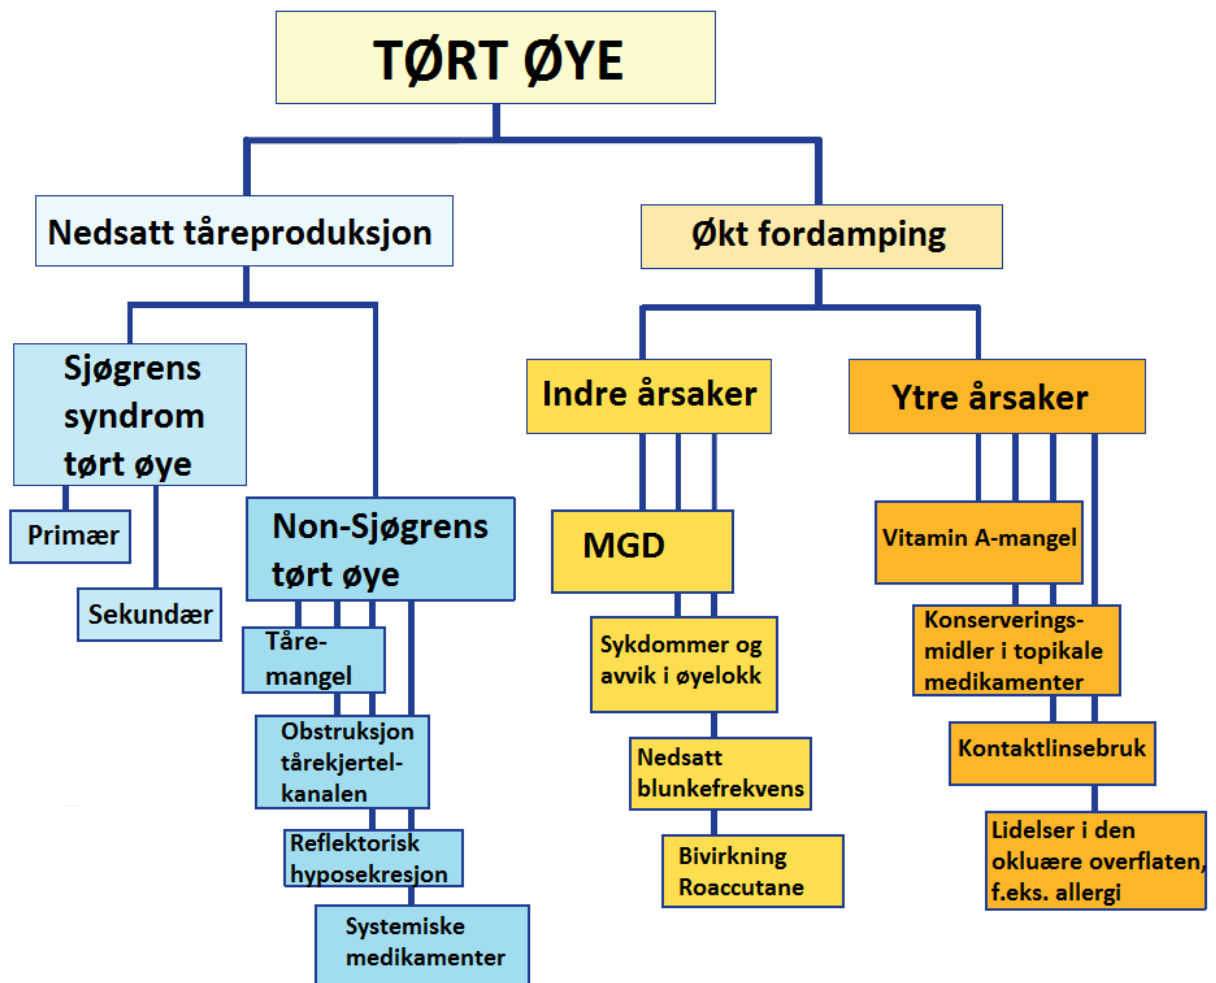 TØRT ØYE
Nedsatt tåreproduksjon
Økt fordamping
Sjøgrens
syndrom
tørt øye
Primær
Sekundær
Non-Sjøgrens
tørt øye
Tåre-
mangel
Obstruksjon
tårekjertel-
kanalen
Reflektorisk
hyposekresjon
Systemiske
medikamenter
Indre årsaker
MGD
Sykdommer og
avvik i øyelokk
Nedsatt
blunkefrekvens
Bivirkning
Roaccutane
Ytre årsaker
Vitamin A-mangel
Konserverings-
midler i topikale
medikamenter
Kontaktlinsebruk
Lidelser i den
okluære overflaten,
f.eks. allergi